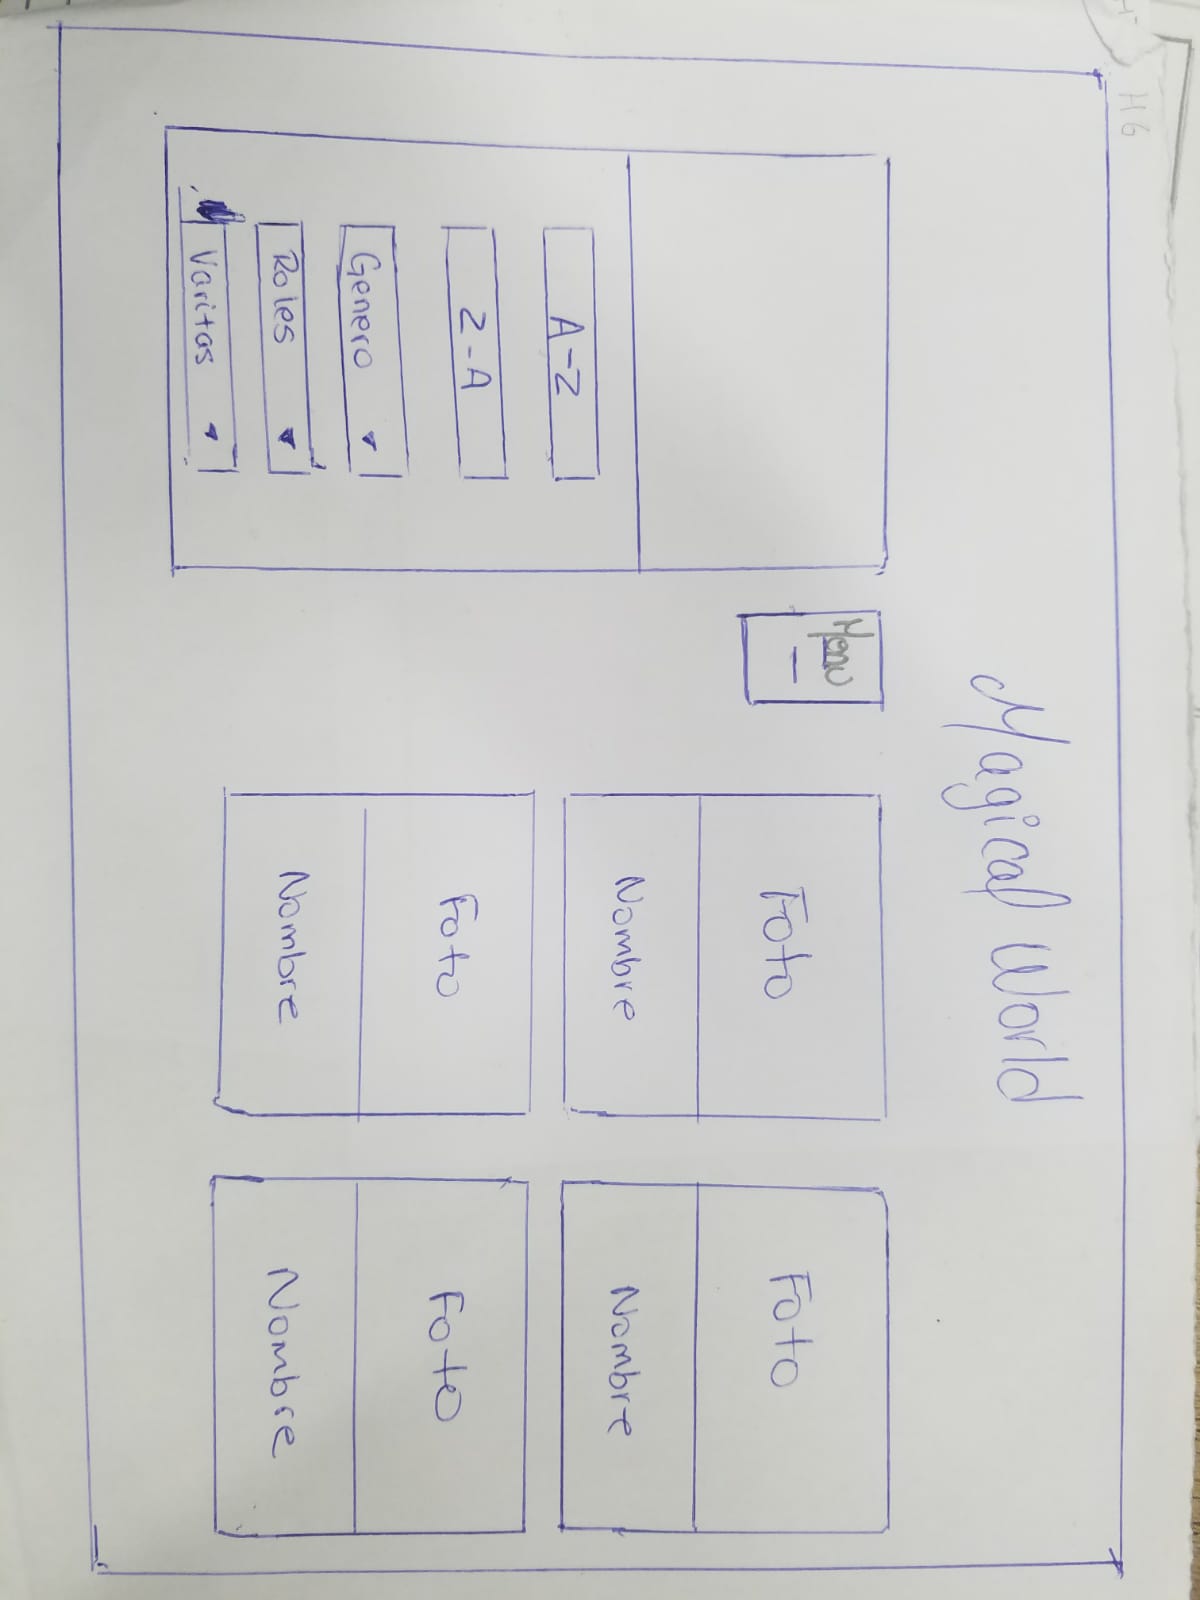 H6
Magical World
Menu
A-Z
Z-A
Genero
Roles
Varitas
Foto
Nombre
Foto
Nombre
Foto
Nombre
Foto
Nombre